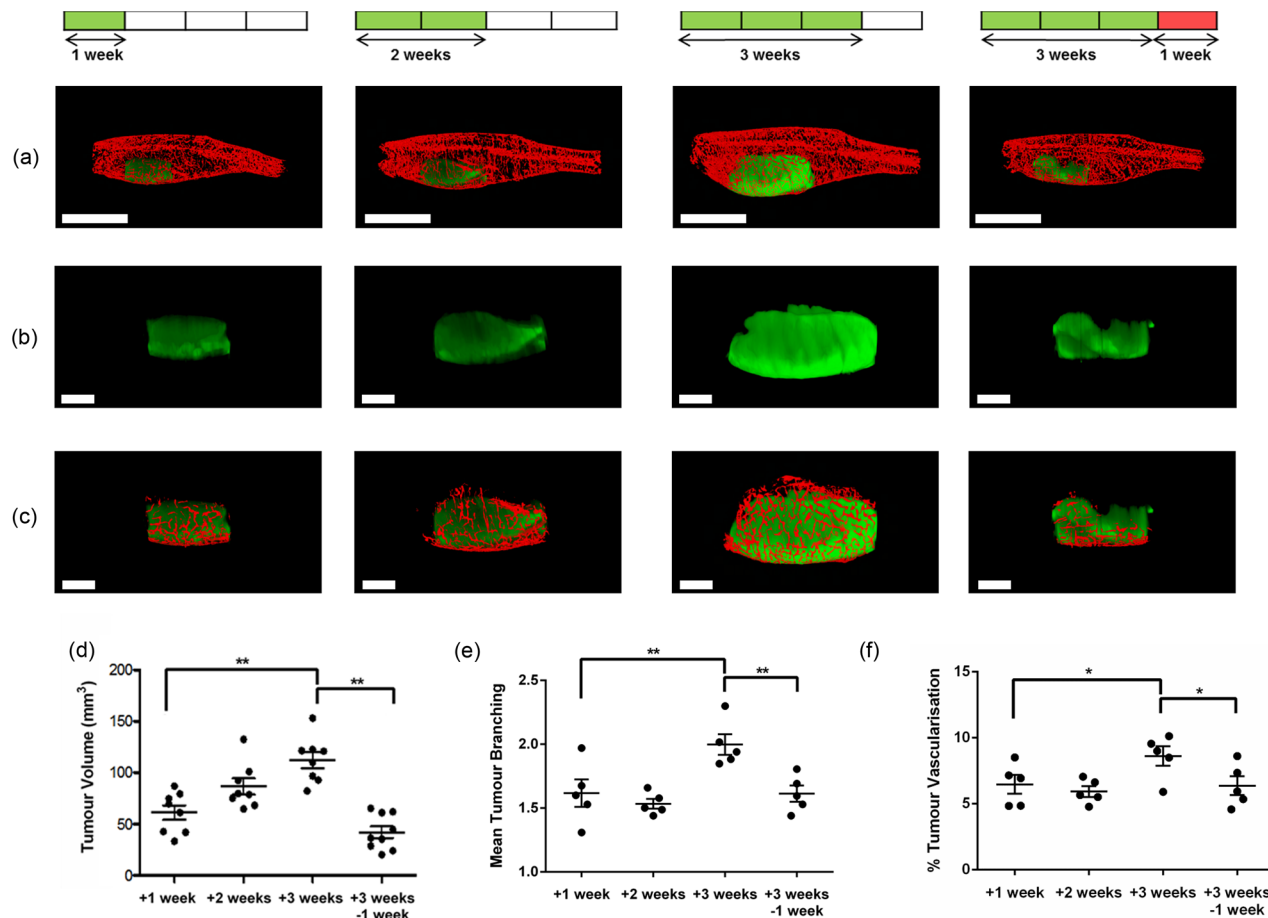 1 week
2 weeks
3 weeks
3 weeks
1 week
(a)
(b)
(c)
(d)
**
**
Tumour Volume (mm³)
200
150
100
50
0
+1 week
+2 weeks
+3 weeks
+3 weeks
-1 week
(e)
**
**
Mean Tumour Branching
2.5
2.0
1.5
1.0
+1 week
+2 weeks
+3 weeks
+3 weeks
-1 week
(f)
*
*
% Tumour Vascularisation
15
10
5
0
+1 week
+2 weeks
+3 weeks
+3 weeks
-1 week